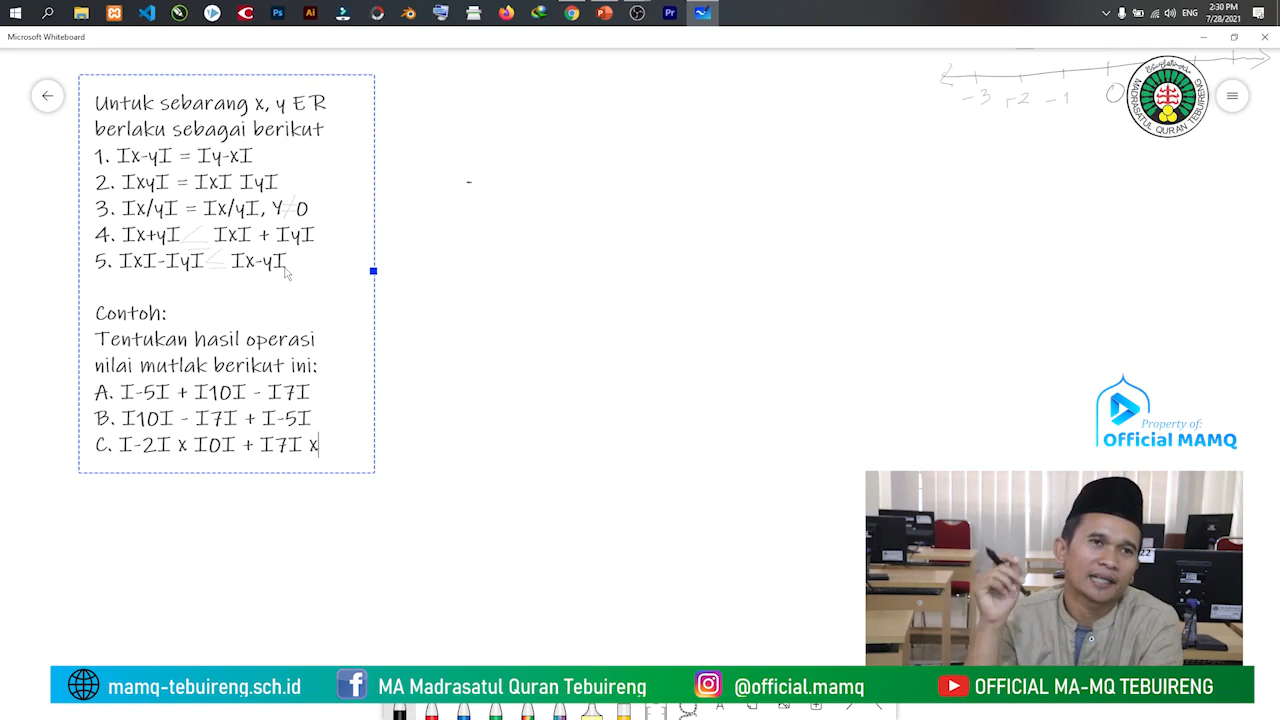 2:30 PM
ENG
7/28/2021
Microsoft Whiteboard
-3 -2 -1 0
MADRASATUL QURAN TEBUIRENG
Untuk sebarang x, y E R
berlaku sebagai berikut
1. Ix-yI = Iy-xI
2. IxyI = IxI IyI
3. Ix/yI = Ix/yI, Y≠0
4. Ix+yI ≤ IxI + IyI
5. IxI-IyI ≤ Ix-yI
Contoh:
Tentukan hasil operasi
nilai mutlak berikut ini:
A. I-5I + I10I - I7I
B. I10I - I7I + I-5I
C. I-2I x I0I + I7I x
Property of:
Official MAMQ
22
mamq-tebuireng.sch.id
MA Madrasatul Quran Tebuireng
@official.mamq
OFFICIAL MA-MQ TEBUIRENG